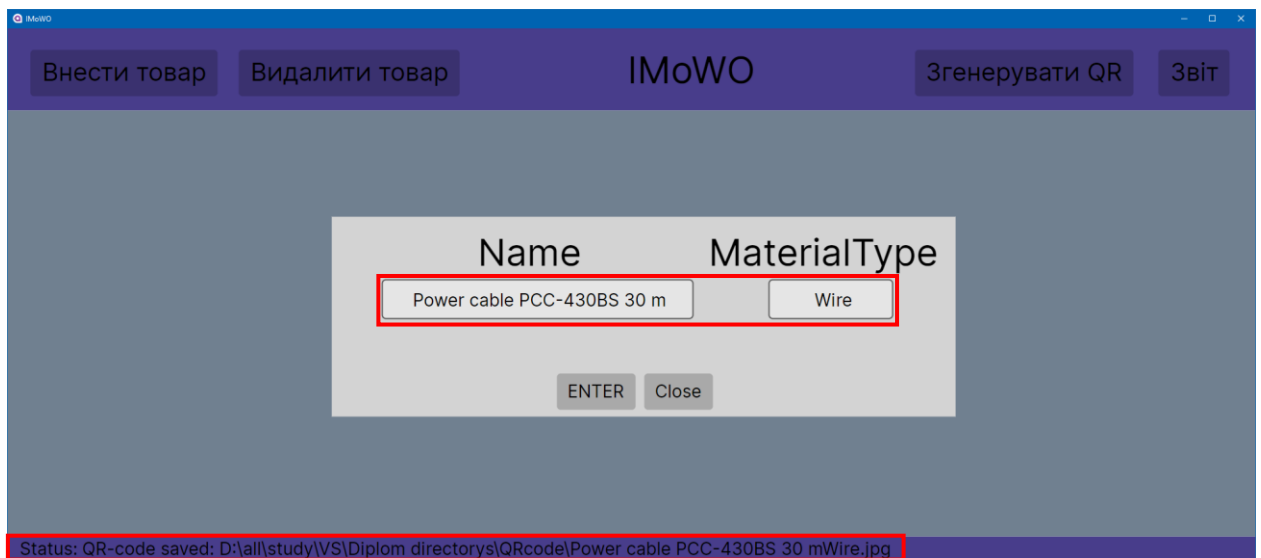 IMoWO
Внести товар Видалити товар IMoWO Згенерувати QR Звіт
Name MaterialType
Power cable PCC-430BS 30 m Wire
ENTER Close
Status: QR-code saved: D:\all\study\VS\Diplom directorys\QRcode\Power cable PCC-430BS 30 mWire.jpg